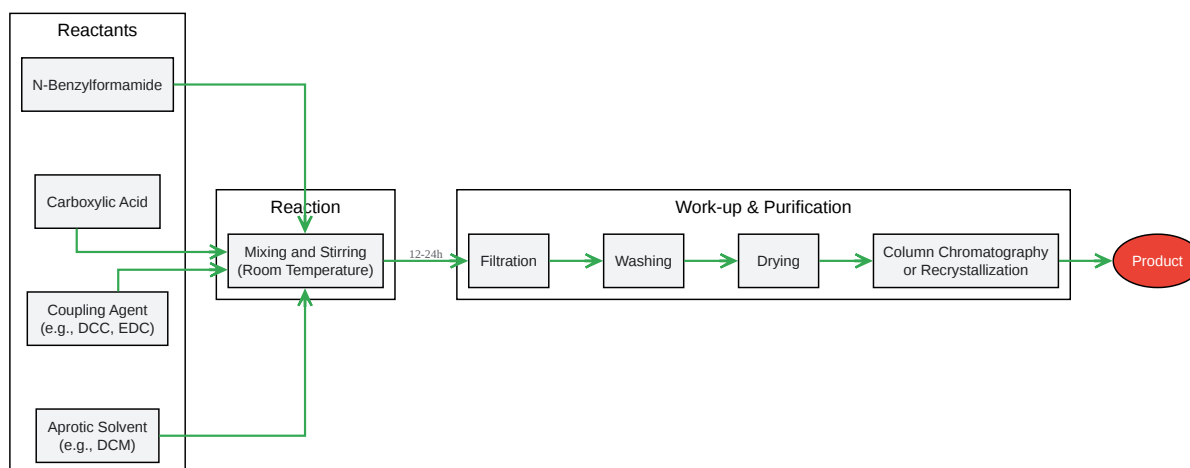 Reactants
N-Benzylformamide
Carboxylic Acid
Coupling Agent
(e.g., DCC, EDC)
Aprotic Solvent
(e.g., DCM)
Reaction
Mixing and Stirring
(Room Temperature)
12-24h
Work-up & Purification
Filtration
Washing
Drying
Column Chromatography
or Recrystallization
Product